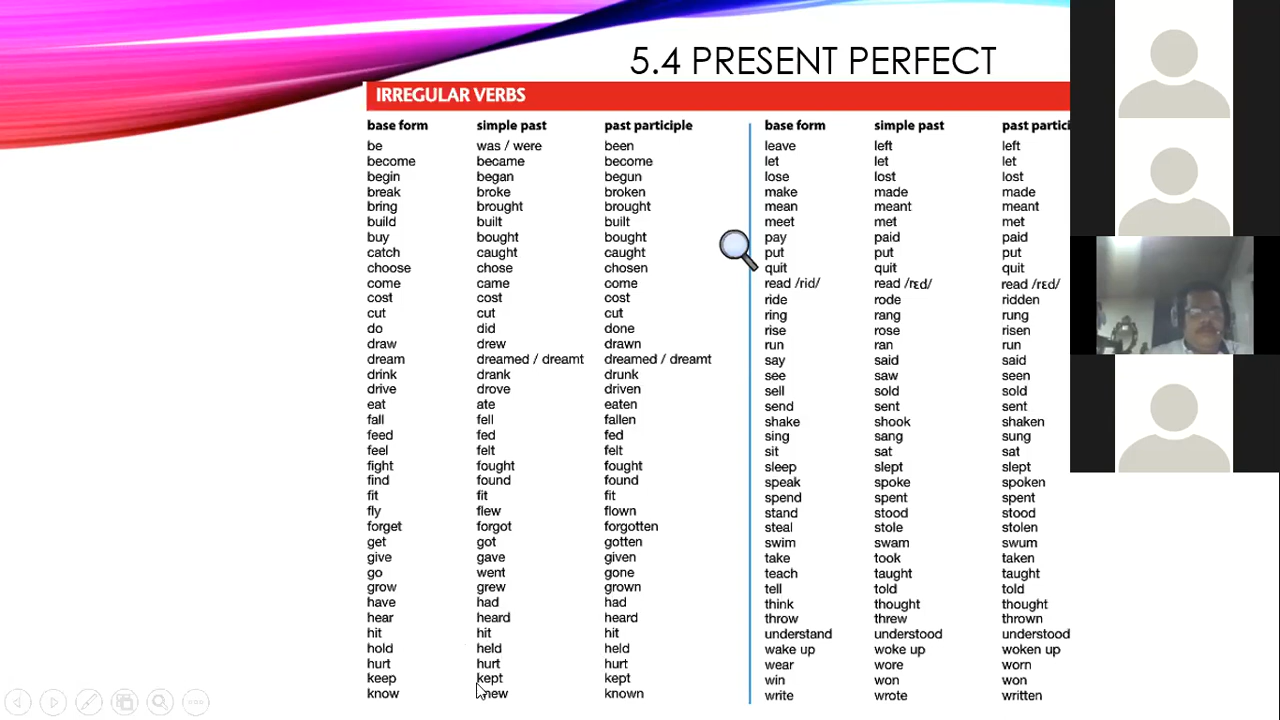 5.4 PRESENT PERFECT
IRREGULAR VERBS
base form simple past past participle
be was / were been
become became become
begin began begun
break broke broken
bring brought brought
build built built
buy bought bought
catch caught caught
choose chose chosen
come came come
cost cost cost
cut cut cut
do did done
draw drew drawn
dream dreamed / dreamt dreamed / dreamt
drink drank drunk
drive drove driven
eat ate eaten
fall fell fallen
feed fed fed
feel felt felt
fight fought fought
find found found
fit fit fit
fly flew flown
forget forgot forgotten
get got gotten
give gave given
go went gone
grow grew grown
have had had
hear heard heard
hit hit hit
hold held held
hurt hurt hurt
keep kept kept
know knew known
base form simple past past partici
leave left left
let let let
lose lost lost
make made made
mean meant meant
meet met met
pay paid paid
put put put
quit quit quit
read /rid/ read /rɛd/ read /rɛd/
ride rode ridden
ring rang rung
rise rose risen
run ran run
say said said
see saw seen
sell sold sold
send sent sent
shake shook shaken
sing sang sung
sit sat sat
sleep slept slept
speak spoke spoken
spend spent spent
stand stood stood
steal stole stolen
swim swam swum
take took taken
teach taught taught
tell told told
think thought thought
throw threw thrown
understand understood understood
wake up woke up woken up
wear wore worn
win won won
write wrote written